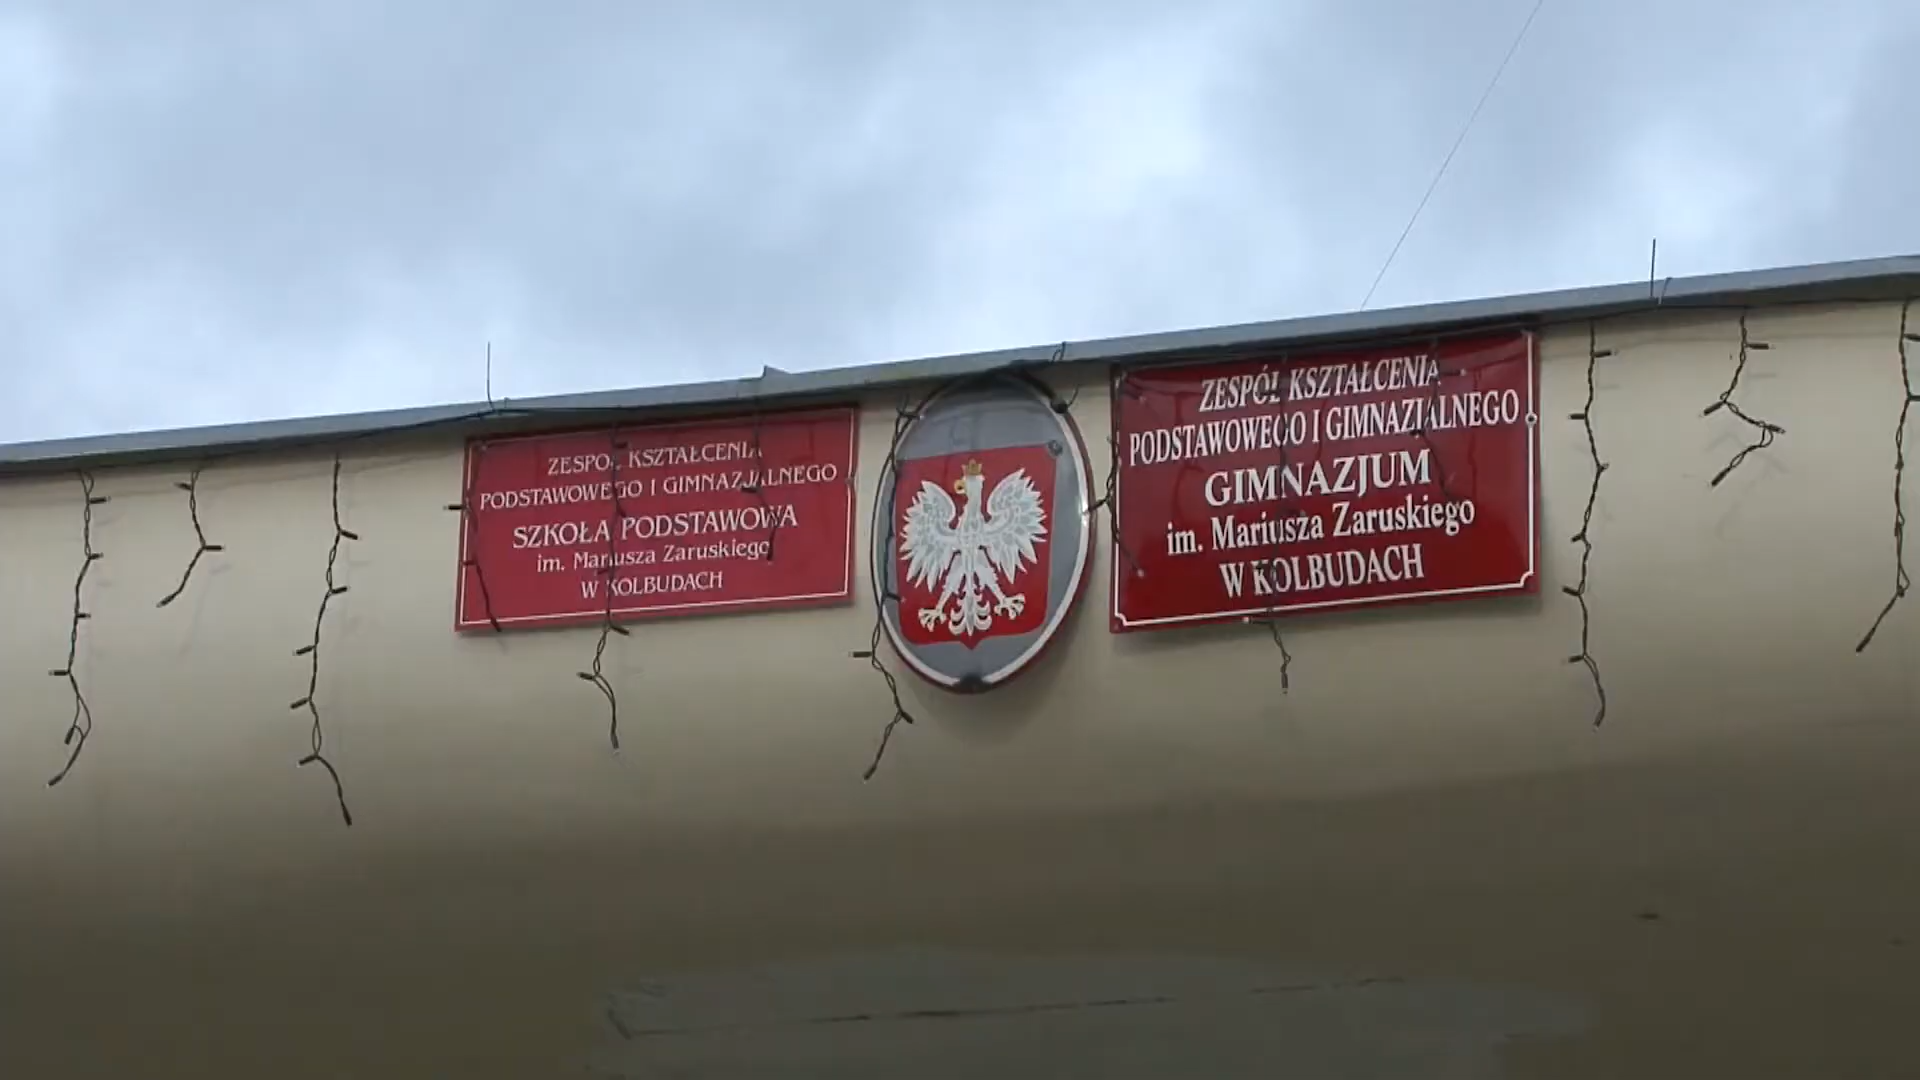 ZESPÓŁ KSZTAŁCENIA
PODSTAWOWEGO I GIMNAZJALNEGO
SZKOŁA PODSTAWOWA
im. Mariusza Zaruskiego
W KOLBUDACH
ZESPÓŁ KSZTAŁCENIA
PODSTAWOWEGO I GIMNAZJALNEGO
GIMNAZJUM
im. Mariusza Zaruskiego
W KOLBUDACH